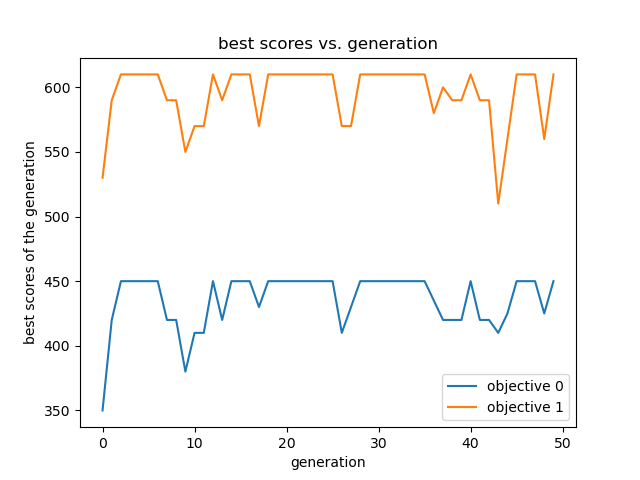 best scores vs. generation
best scores of the generation
600
550
500
450
400
350
0 10 20 30 40 50
generation
objective 0
objective 1